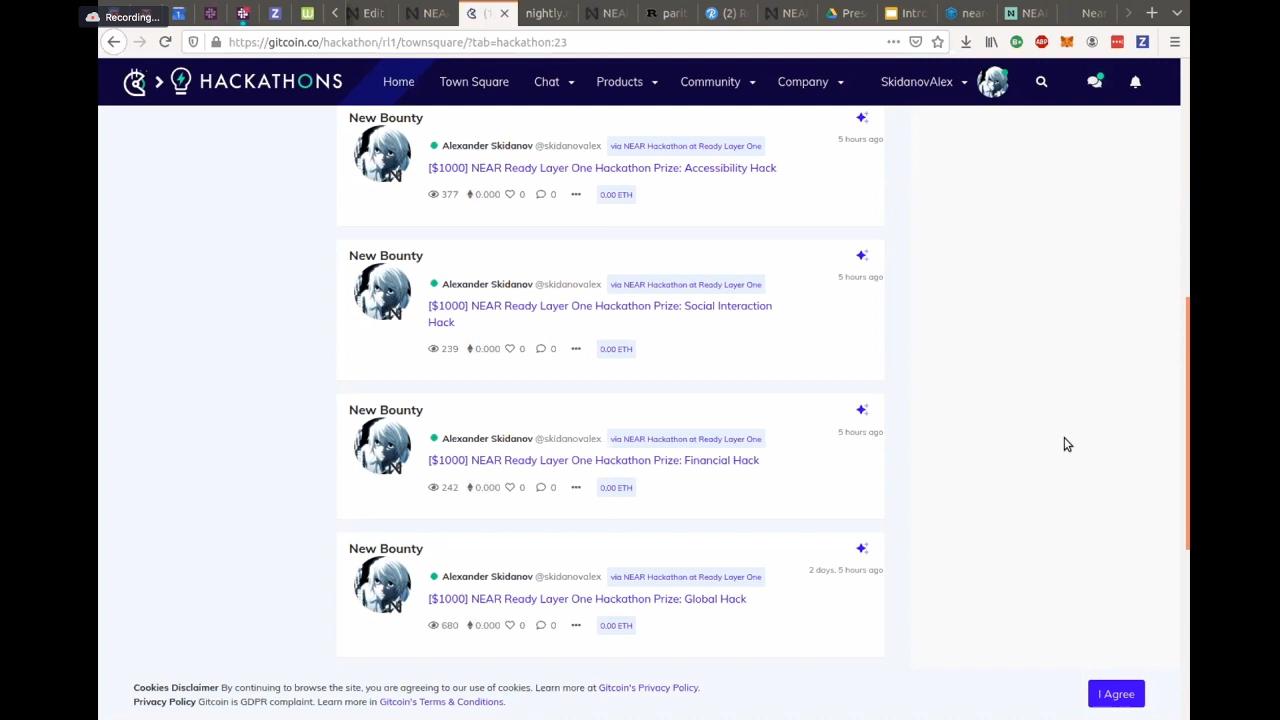 Recording...
Edit
NEA
(1
nightly.
NEA
parit
(2) R
NEA
Pres
Intro
near
NEAI
Near
https://gitcoin.co/hackathon/rl1/townsquare/?tab=hackathon:23
HACKATHONS
Home
Town Square
Chat
Products
Community
Company
SkidanovAlex
New Bounty
Alexander Skidanov @skidanovalex via NEAR Hackathon at Ready Layer One
5 hours ago
[$1000] NEAR Ready Layer One Hackathon Prize: Accessibility Hack
377 0.000 0 0 ••• 0.00 ETH
New Bounty
Alexander Skidanov @skidanovalex via NEAR Hackathon at Ready Layer One
5 hours ago
[$1000] NEAR Ready Layer One Hackathon Prize: Social Interaction
Hack
239 0.000 0 0 ••• 0.00 ETH
New Bounty
Alexander Skidanov @skidanovalex via NEAR Hackathon at Ready Layer One
5 hours ago
[$1000] NEAR Ready Layer One Hackathon Prize: Financial Hack
242 0.000 0 0 ••• 0.00 ETH
New Bounty
Alexander Skidanov @skidanovalex via NEAR Hackathon at Ready Layer One
2 days, 5 hours ago
[$1000] NEAR Ready Layer One Hackathon Prize: Global Hack
680 0.000 0 0 ••• 0.00 ETH
Cookies Disclaimer By continuing to browse the site, you are agreeing to our use of cookies. Learn more at Gitcoin's Privacy Policy.
Privacy Policy Gitcoin is GDPR complaint. Learn more in Gitcoin's Terms & Conditions.
I Agree